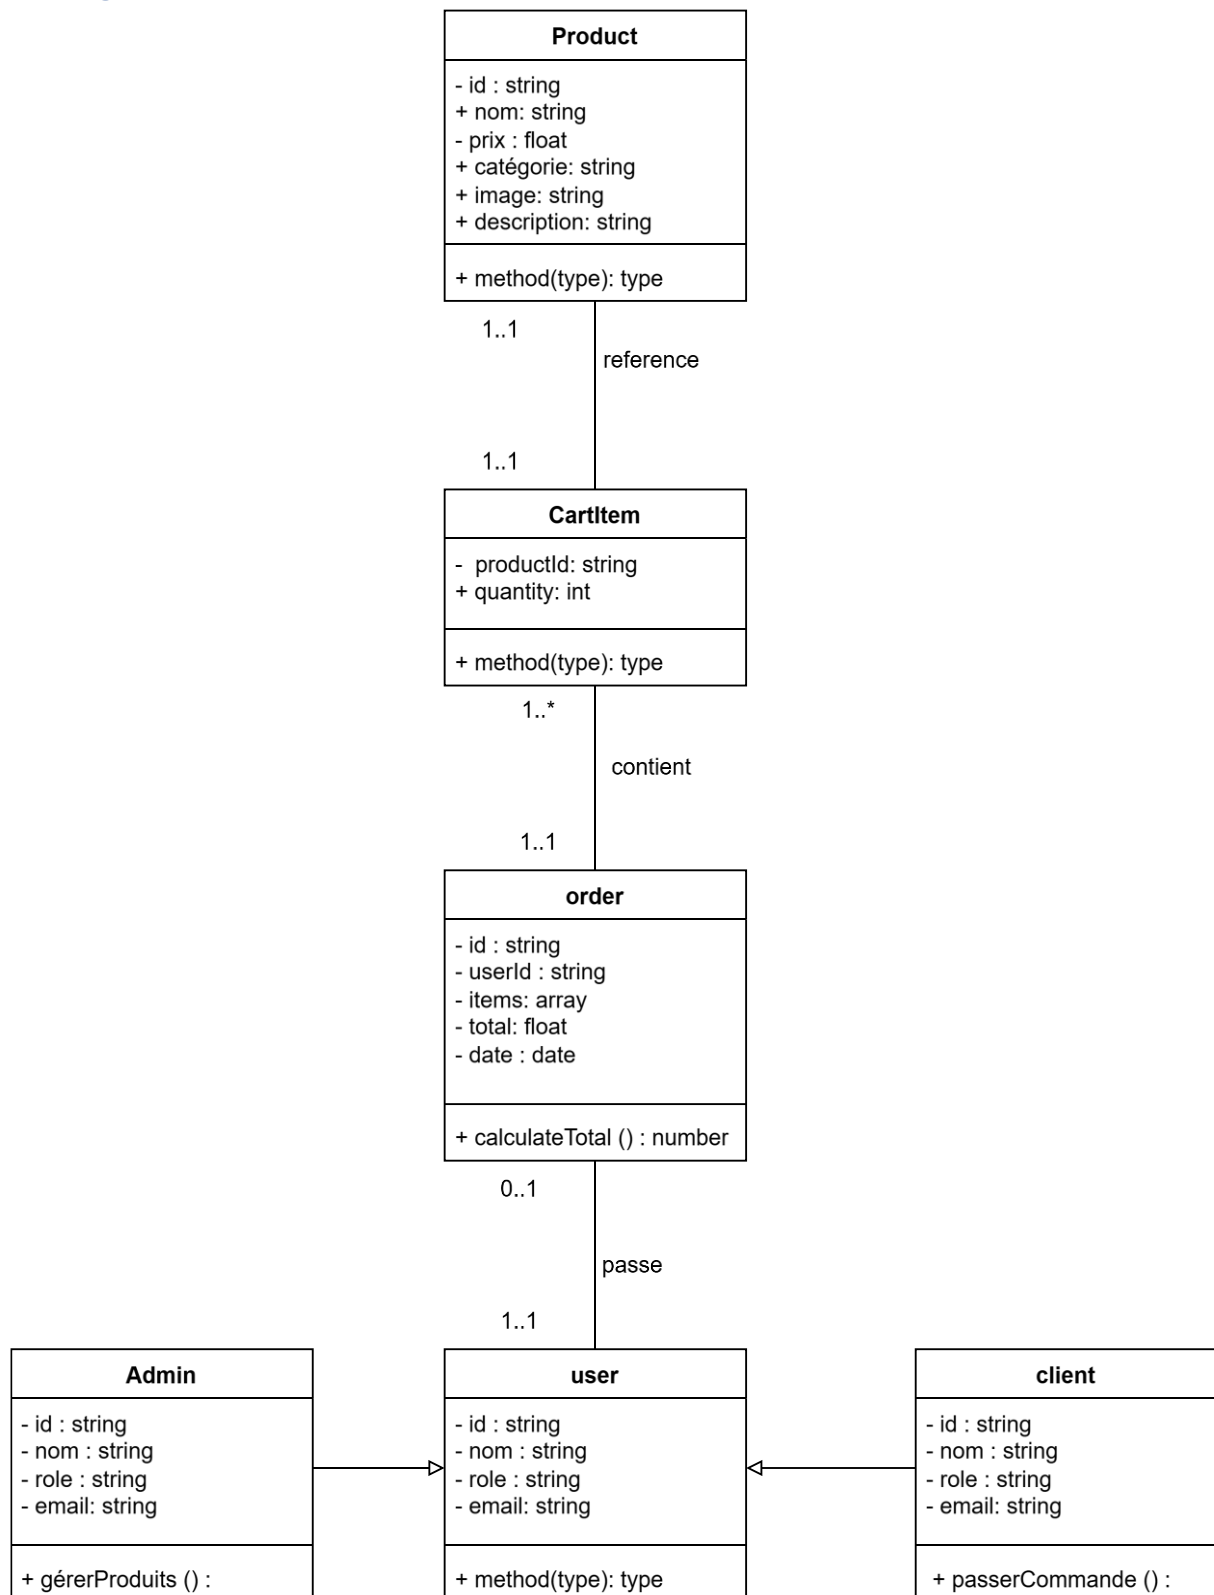 Product
- id : string
+ nom: string
- prix : float
+ catégorie: string
+ image: string
+ description: string
+ method(type): type
1..1
reference
1..1
CartItem
- productId: string
+ quantity: int
+ method(type): type
1..*
contient
1..1
order
- id : string
- userId : string
- items: array
- total: float
- date : date
+ calculateTotal () : number
0..1
passe
1..1
Admin
- id : string
- nom : string
- role : string
- email: string
+ gérerProduits () :
user
- id : string
- nom : string
- role : string
- email: string
+ method(type): type
client
- id : string
- nom : string
- role : string
- email: string
+ passerCommande () :